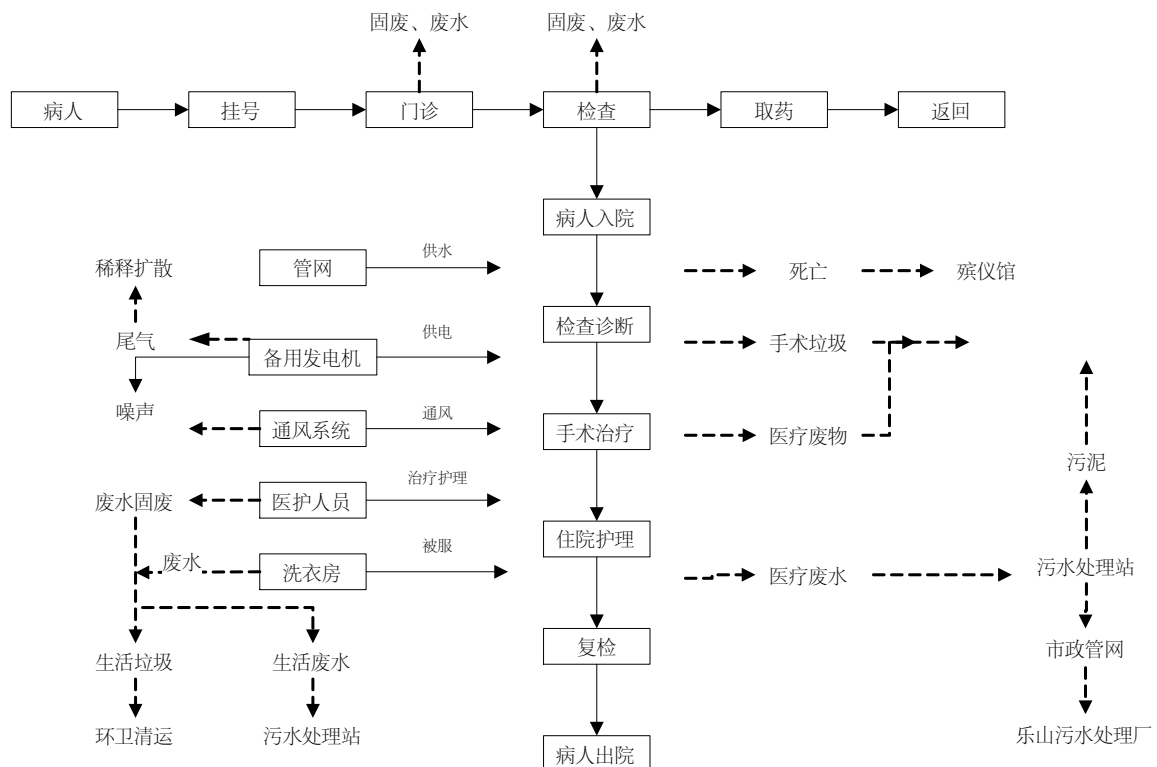 固废、废水
固废、废水
病人
挂号
门诊
检查
取药
返回
病人入院
供水
稀释扩散
管网
死亡
殡仪馆
检查诊断
供电
尾气
手术垃圾
备用发电机
噪声
通风
通风系统
手术治疗
医疗废物
污泥
治疗护理
废水固废
医护人员
住院护理
被服
废水
洗衣房
医疗废水
污水处理站
复检
生活垃圾
生活废水
市政管网
环卫清运
污水处理站
病人出院
乐山污水处理厂